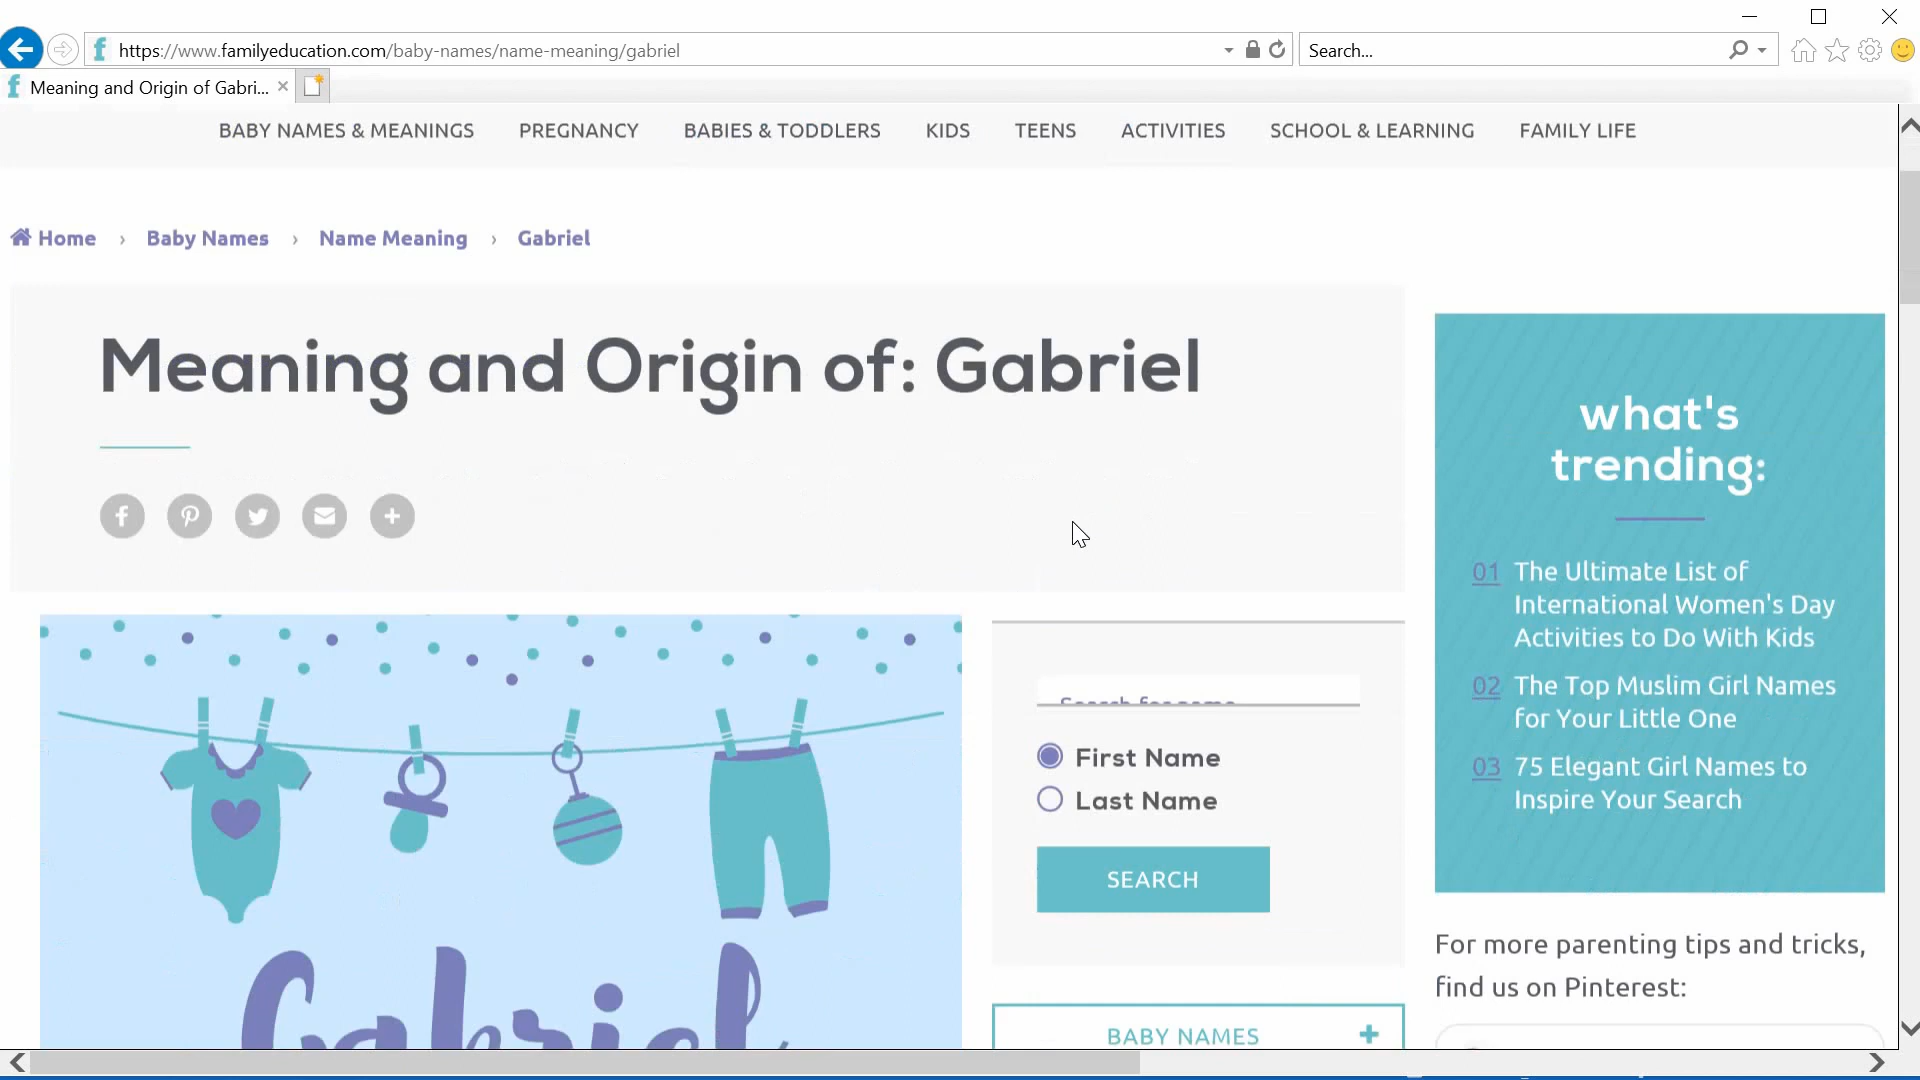 https://www.familyeducation.com/baby-names/name-meaning/gabriel
Search...
Meaning and Origin of Gabri...
BABY NAMES & MEANINGS PREGNANCY BABIES & TODDLERS KIDS TEENS ACTIVITIES SCHOOL & LEARNING FAMILY LIFE
Home › Baby Names › Name Meaning › Gabriel
Meaning and Origin of: Gabriel
what's
trending:
01 The Ultimate List of
International Women's Day
Activities to Do With Kids
02 The Top Muslim Girl Names
for Your Little One
03 75 Elegant Girl Names to
Inspire Your Search
Search for name
First Name
Last Name
SEARCH
Gabriel
BABY NAMES +
For more parenting tips and tricks,
find us on Pinterest: